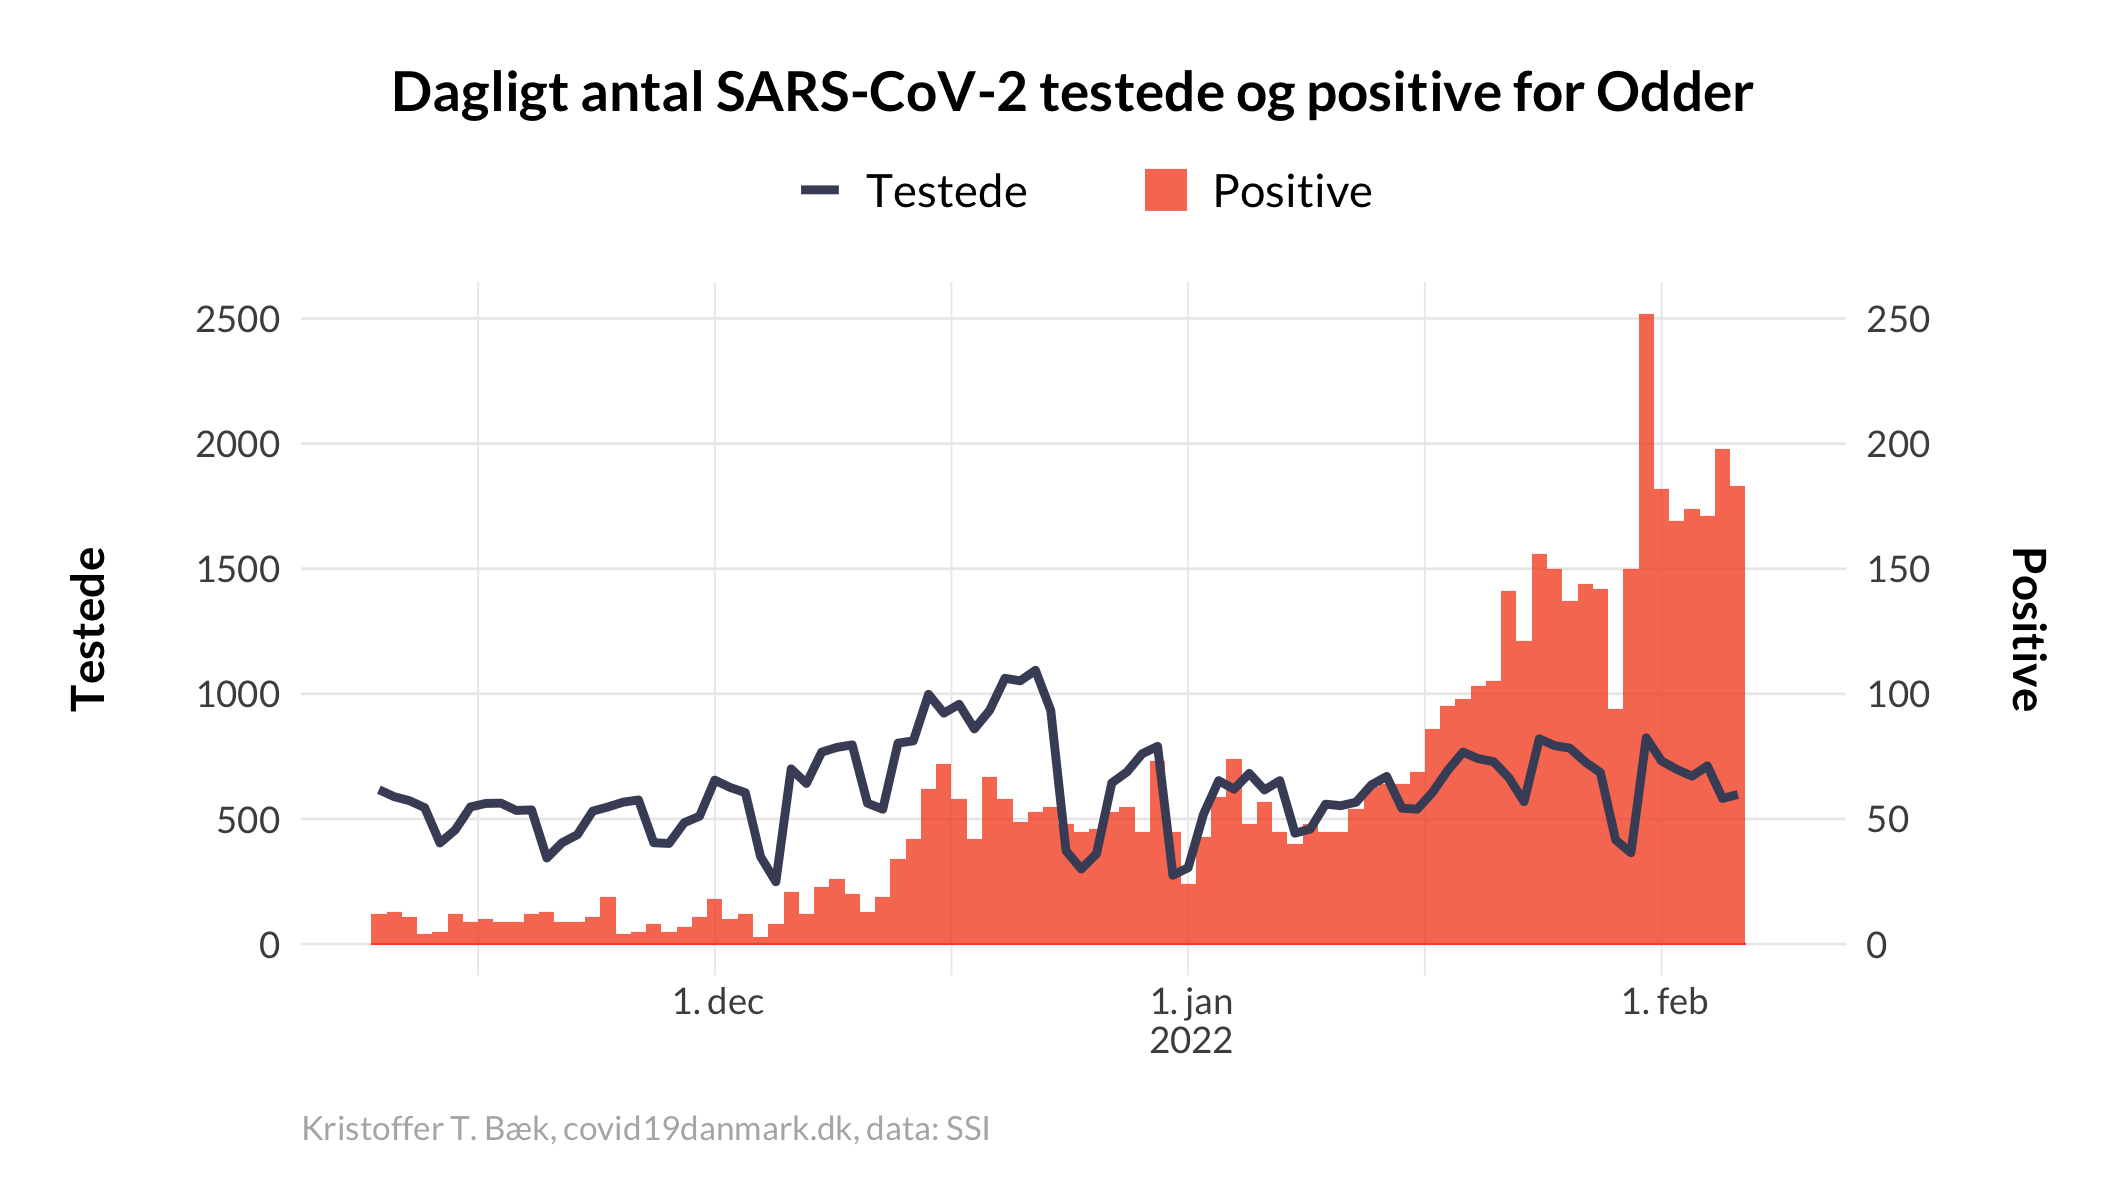 Dagligt antal SARS-CoV-2 testede og positive for Odder
Testede
Positive
2500
2000
1500
1000
500
0
250
200
150
100
50
0
Testede
Positive
1. dec
1. jan
2022
1. feb
Kristoffer T. Bæk, covid19danmark.dk, data: SSI